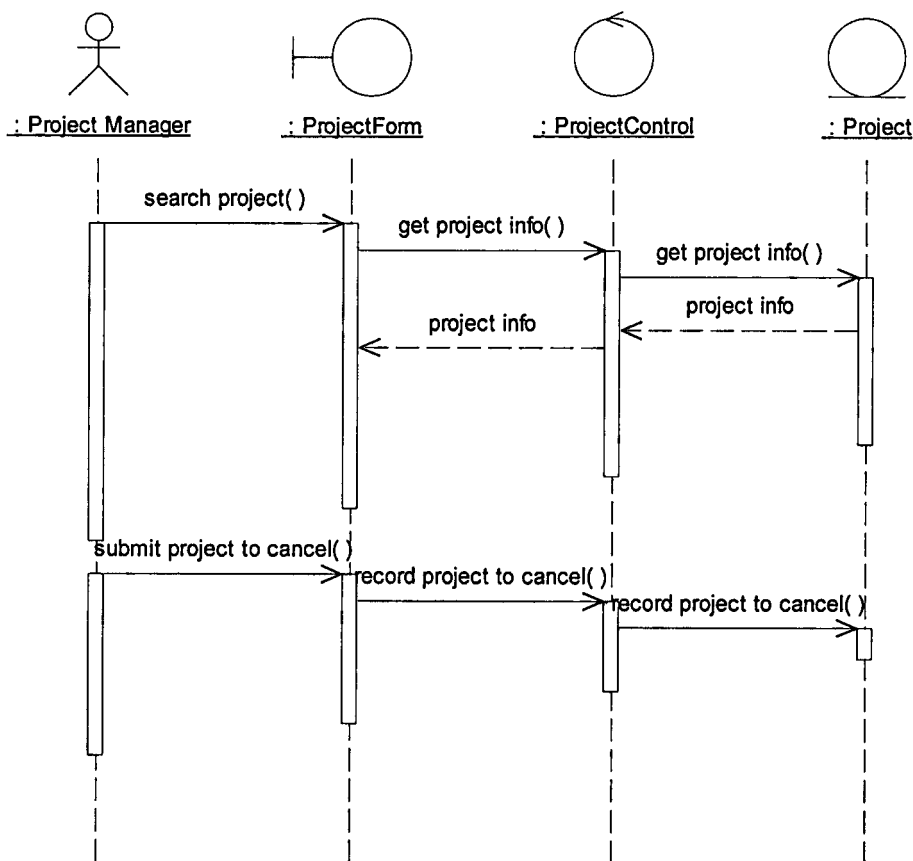 : Project Manager
: ProjectForm
: ProjectControl
: Project
search project( )
get project info( )
get project info( )
project info
project info
submit project to cancel( )
record project to cancel( )
record project to cancel( )